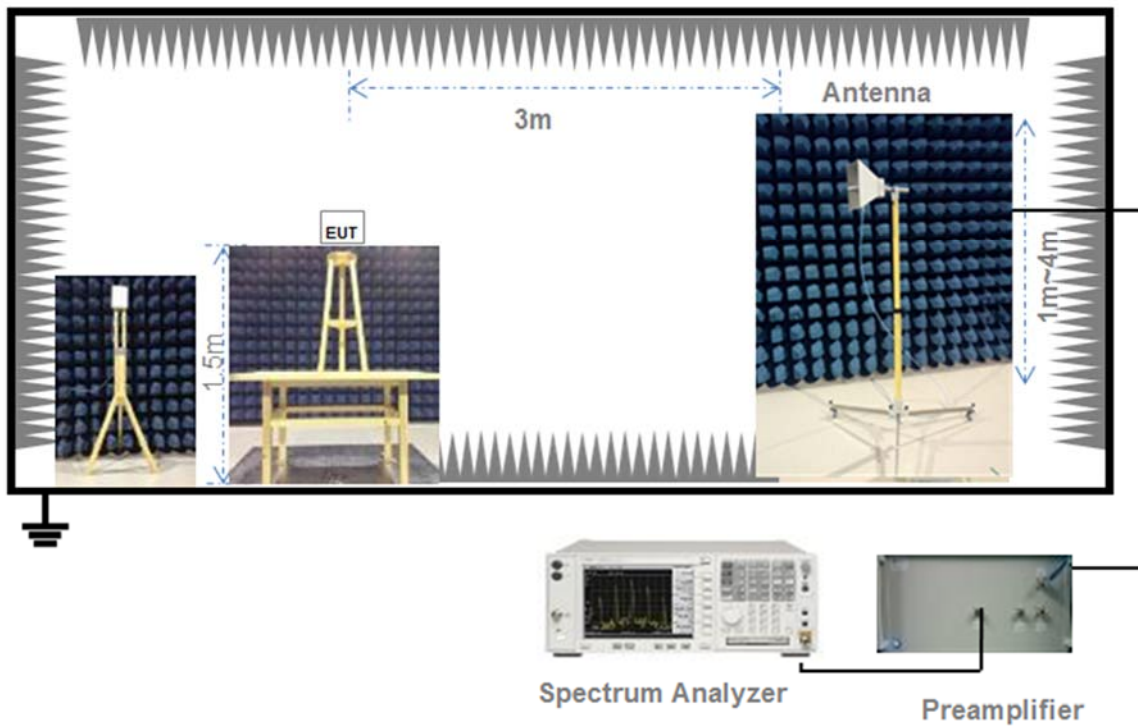 Antenna
3m
EUT
1.5m
1m~4m
Spectrum Analyzer
Preamplifier